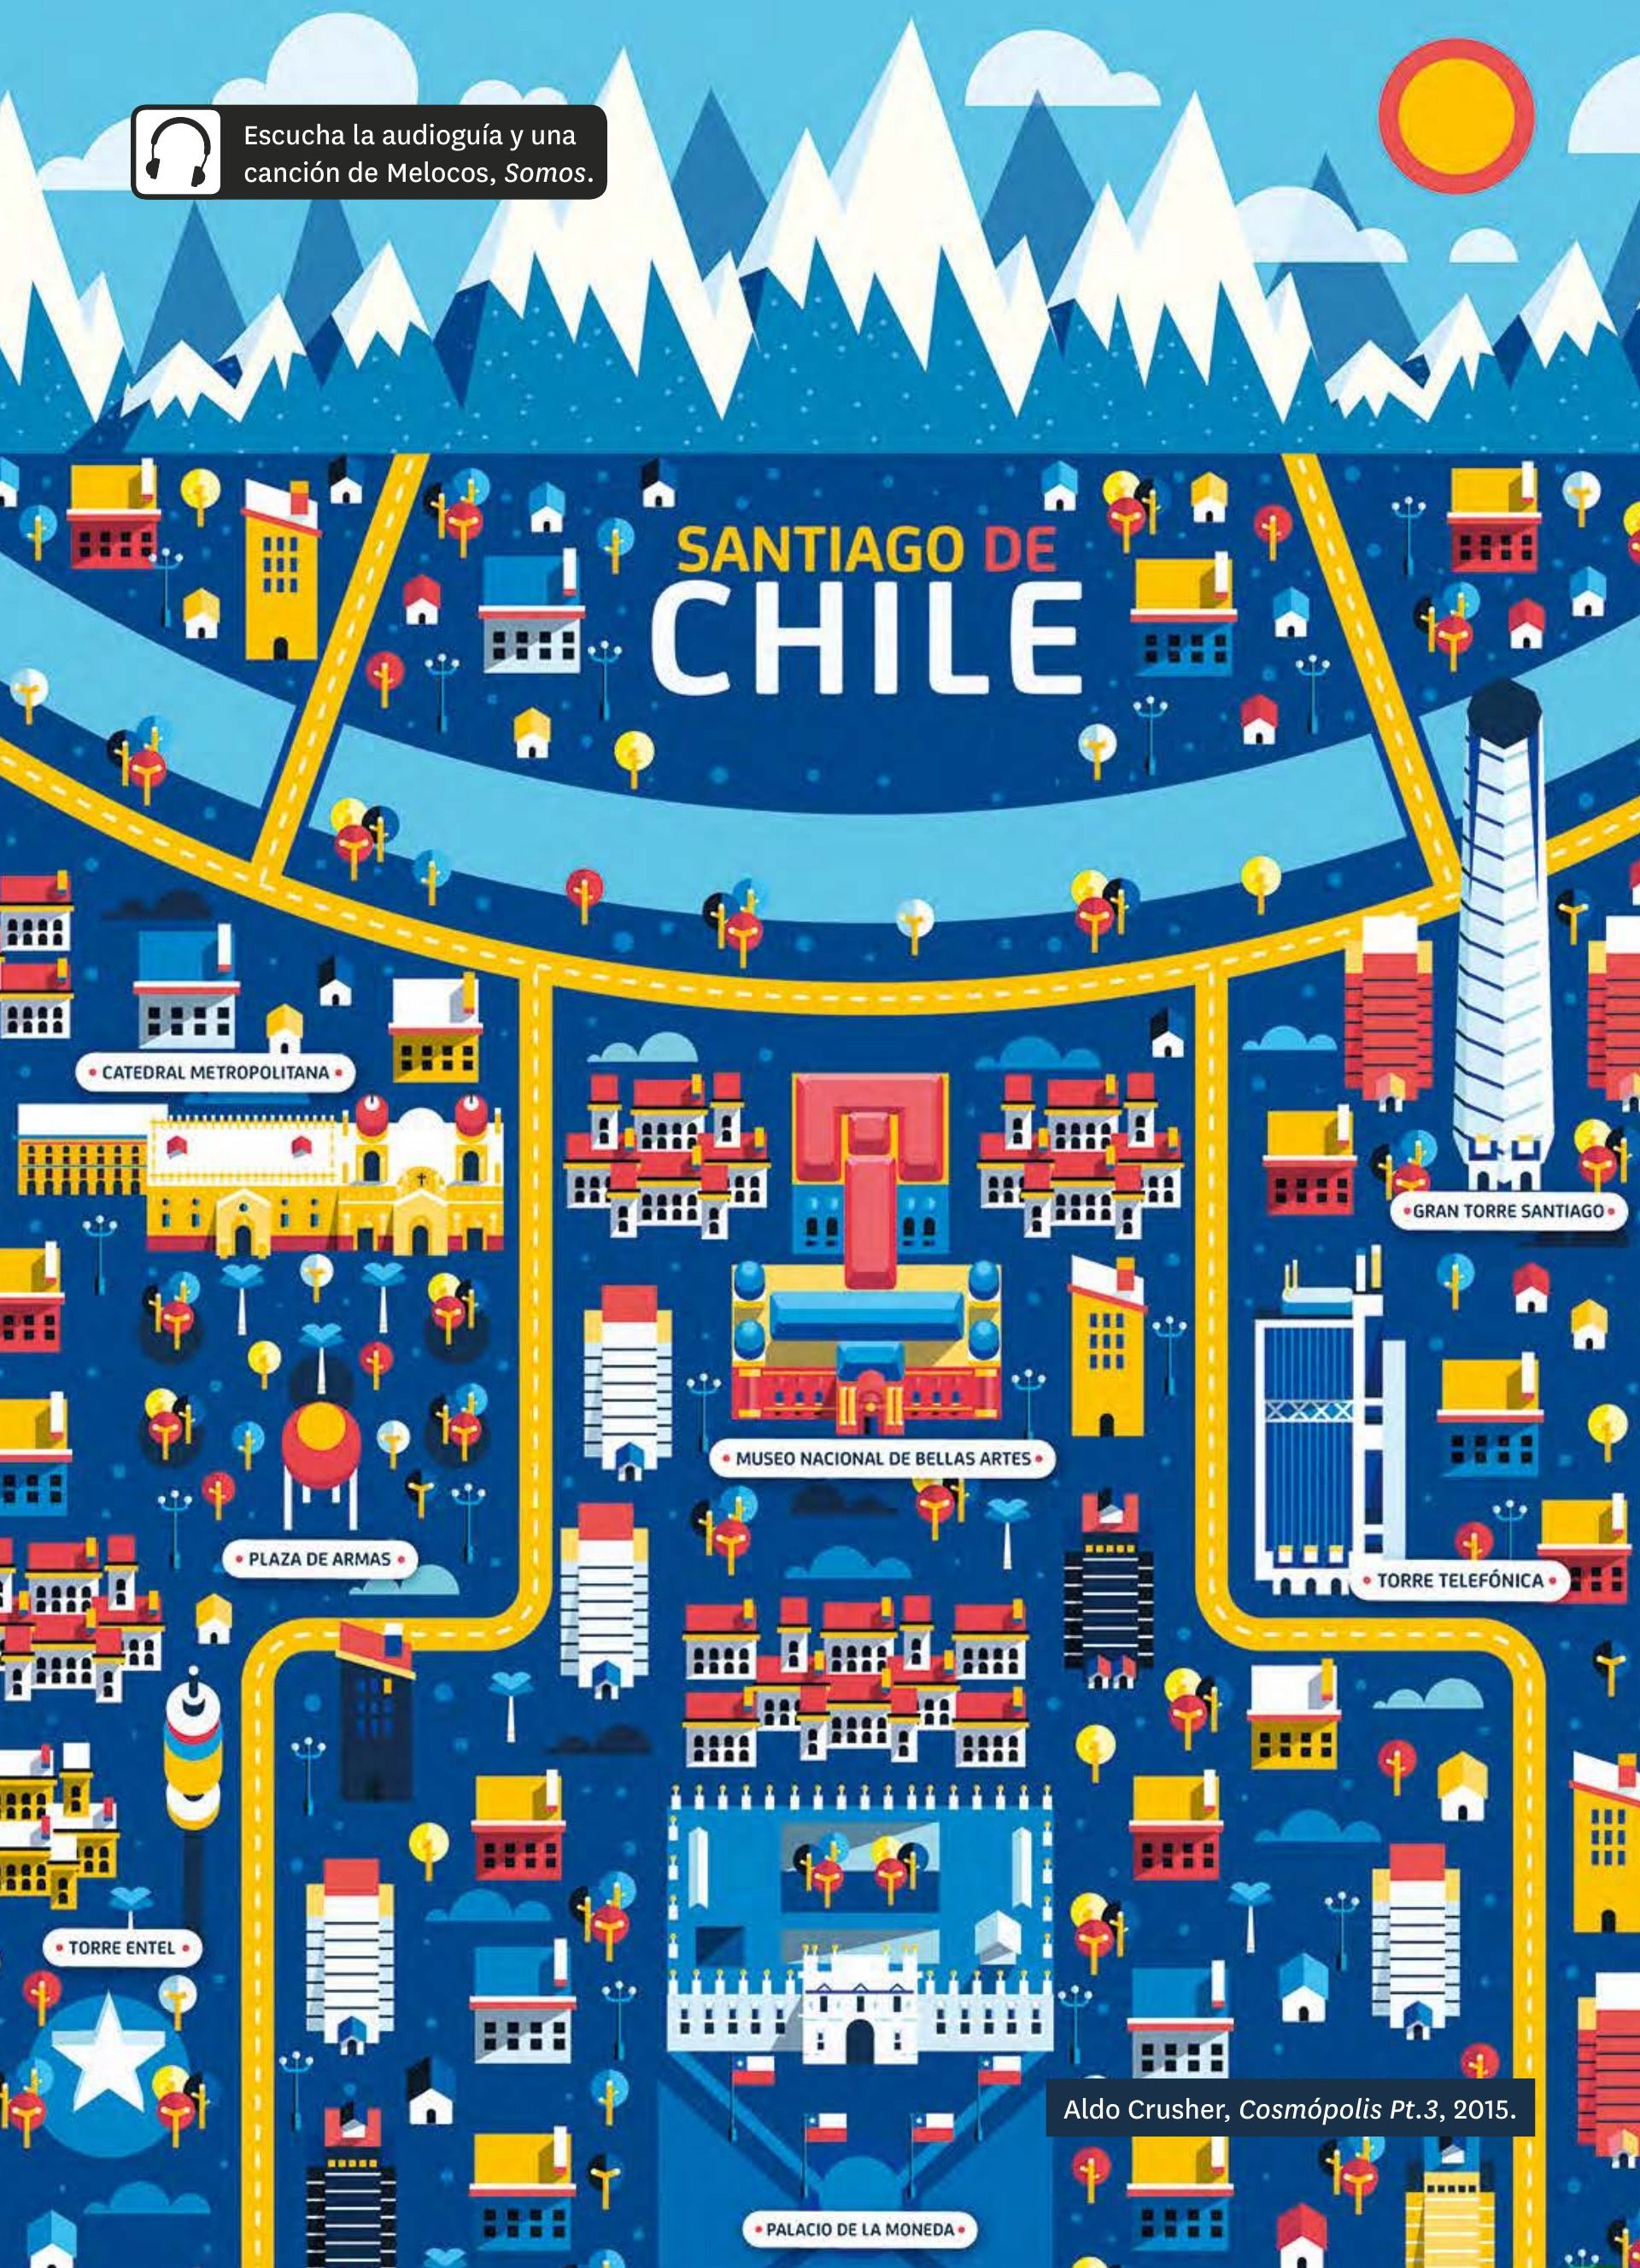 Escucha la audioguía y una
canción de Melocos, Somos.
SANTIAGO DE
CHILE
• CATEDRAL METROPOLITANA •
• GRAN TORRE SANTIAGO •
• MUSEO NACIONAL DE BELLAS ARTES •
• PLAZA DE ARMAS •
• TORRE TELEFÓNICA •
• TORRE ENTEL •
Aldo Crusher, Cosmópolis Pt.3, 2015.
• PALACIO DE LA MONEDA •